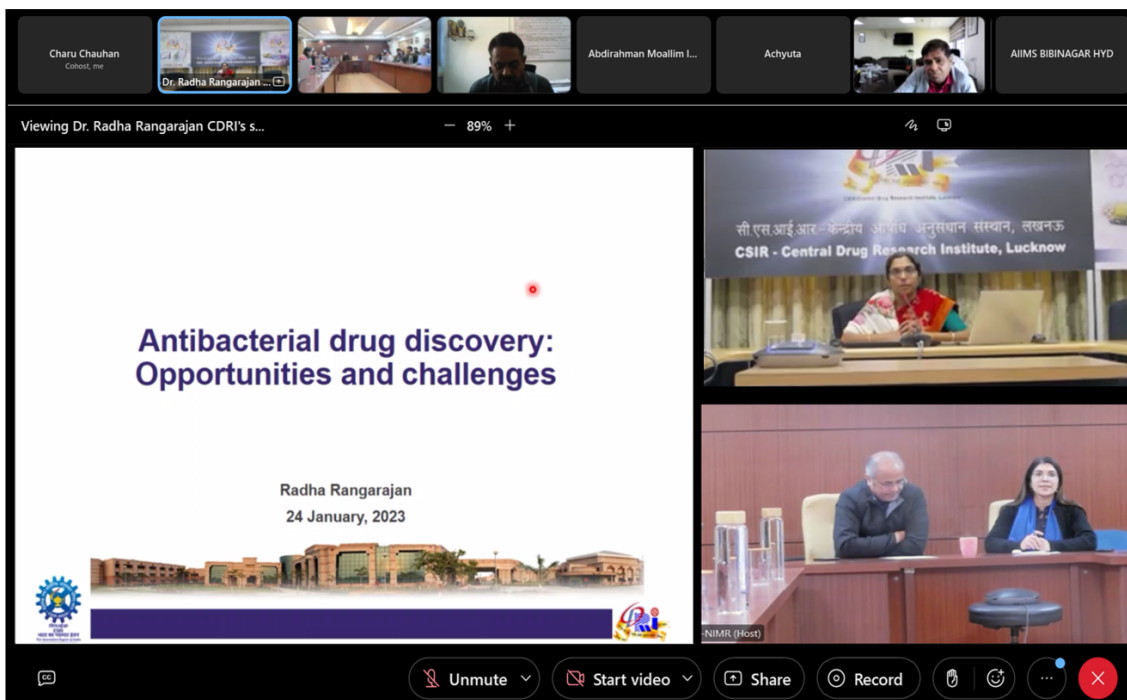 Charu Chauhan
Cohost, me
Dr. Radha Rangarajan ...
Abdirahman Moallim I...
Achyuta
AIIMS BIBINAGAR HYD
Viewing Dr. Radha Rangarajan CDRI's s...
89%
Antibacterial drug discovery:
Opportunities and challenges
Radha Rangarajan
24 January, 2023
सी.एस.आई.आर-केन्द्रीय औषधि अनुसंधान संस्थान, लखनऊ
CSIR - Central Drug Research Institute, Lucknow
-NIMR (Host)
CC
Unmute
Start video
Share
Record